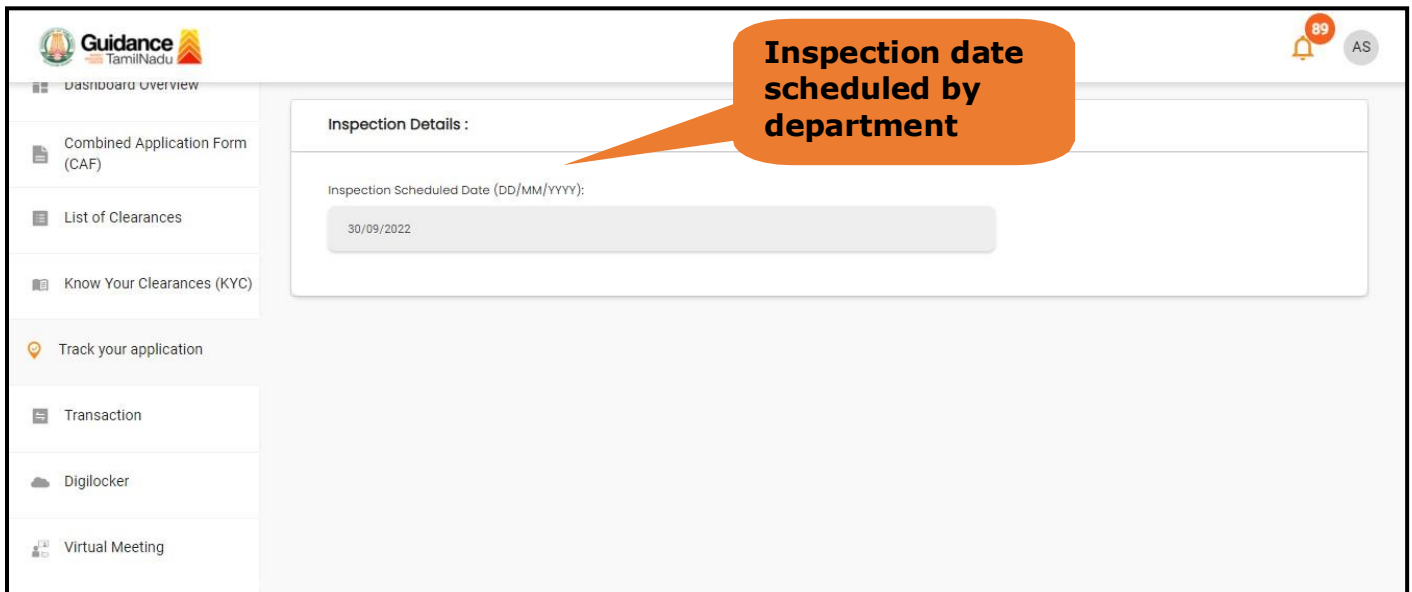 Guidance
TamilNadu
89
AS
Inspection date
scheduled by
department
Dashboard Overview
Combined Application Form
(CAF)
List of Clearances
Know Your Clearances (KYC)
Track your application
Transaction
Digilocker
Virtual Meeting
Inspection Details :
Inspection Scheduled Date (DD/MM/YYYY):
30/09/2022